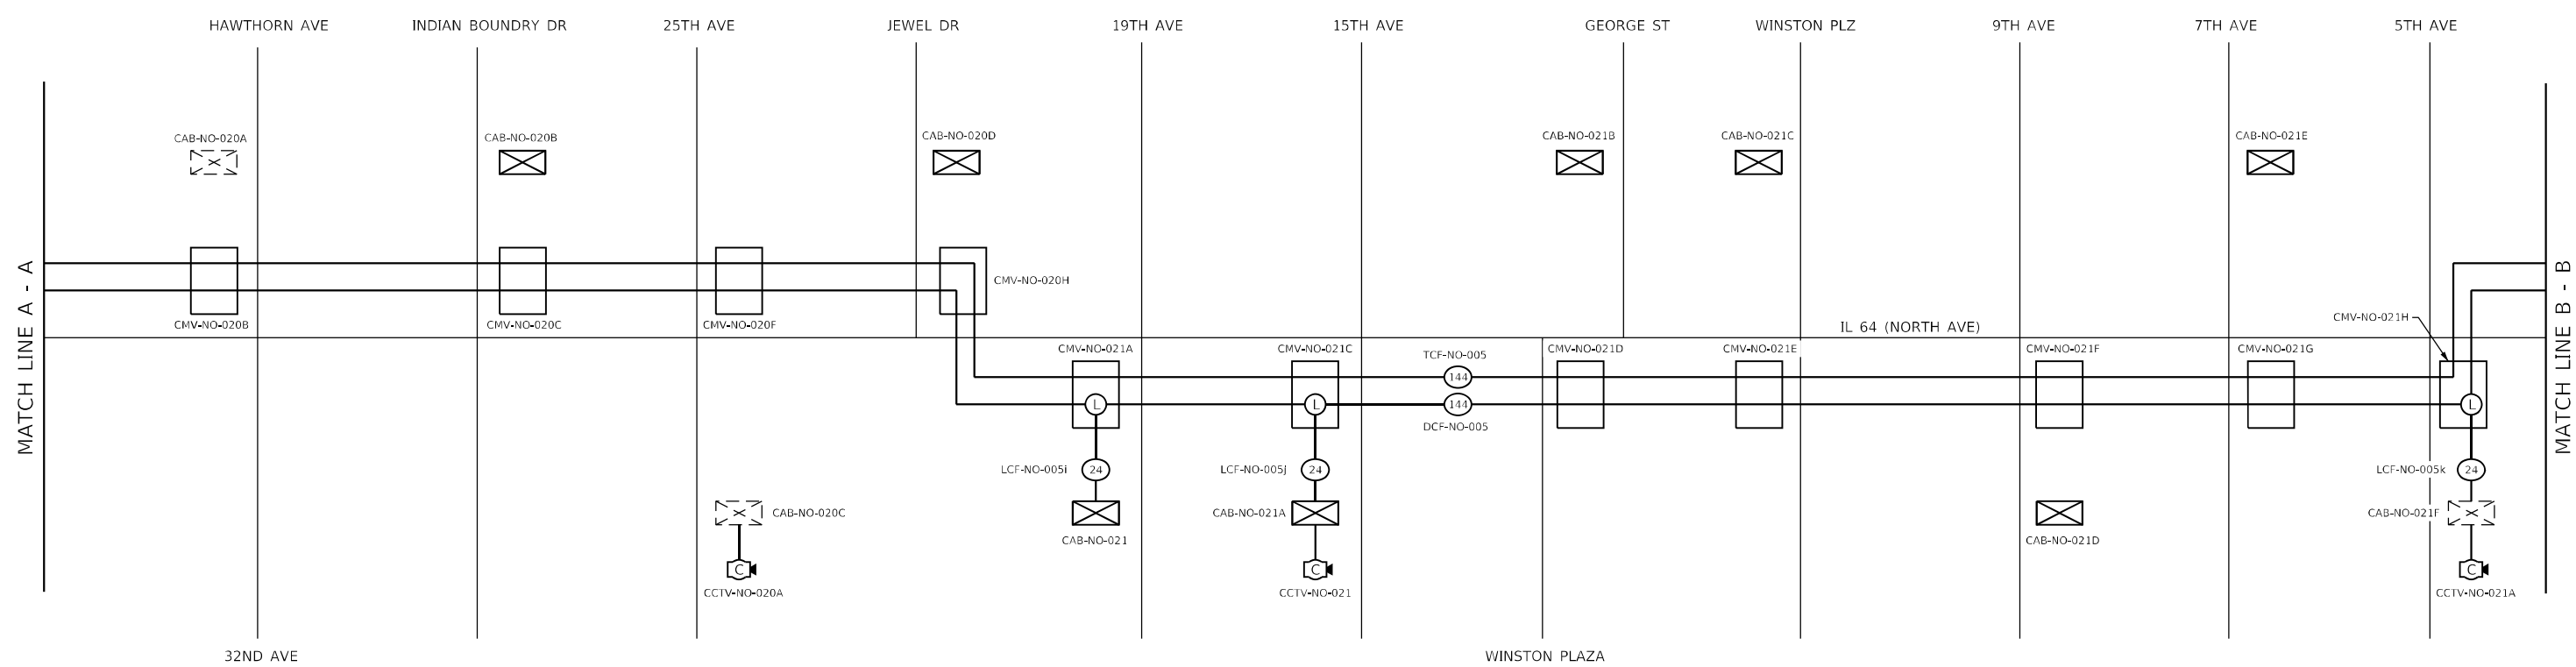 HAWTHORN AVE
INDIAN BOUNDRY DR
25TH AVE
JEWEL DR
19TH AVE
15TH AVE
GEORGE ST
WINSTON PLZ
9TH AVE
7TH AVE
5TH AVE
CAB-NO-020A
CAB-NO-020B
CAB-NO-020D
CAB-NO-021B
CAB-NO-021C
CAB-NO-021E
MATCH LINE A - A
CMV-NO-020H
MATCH LINE B - B
CMV-NO-020B
CMV-NO-020C
CMV-NO-020F
IL 64 (NORTH AVE)
CMV-NO-021H
CMV-NO-021A
CMV-NO-021C
TCF-NO-005
CMV-NO-021D
CMV-NO-021E
CMV-NO-021F
CMV-NO-021G
144
L
L
144
L
DCF-NO-005
LCF-NO-005i
24
LCF-NO-005j
24
LCF-NO-005k
24
CAB-NO-020C
CAB-NO-021A
CAB-NO-021F
CAB-NO-021
CAB-NO-021D
C
C
C
CCTV-NO-020A
CCTV-NO-021
CCTV-NO-021A
32ND AVE
WINSTON PLAZA